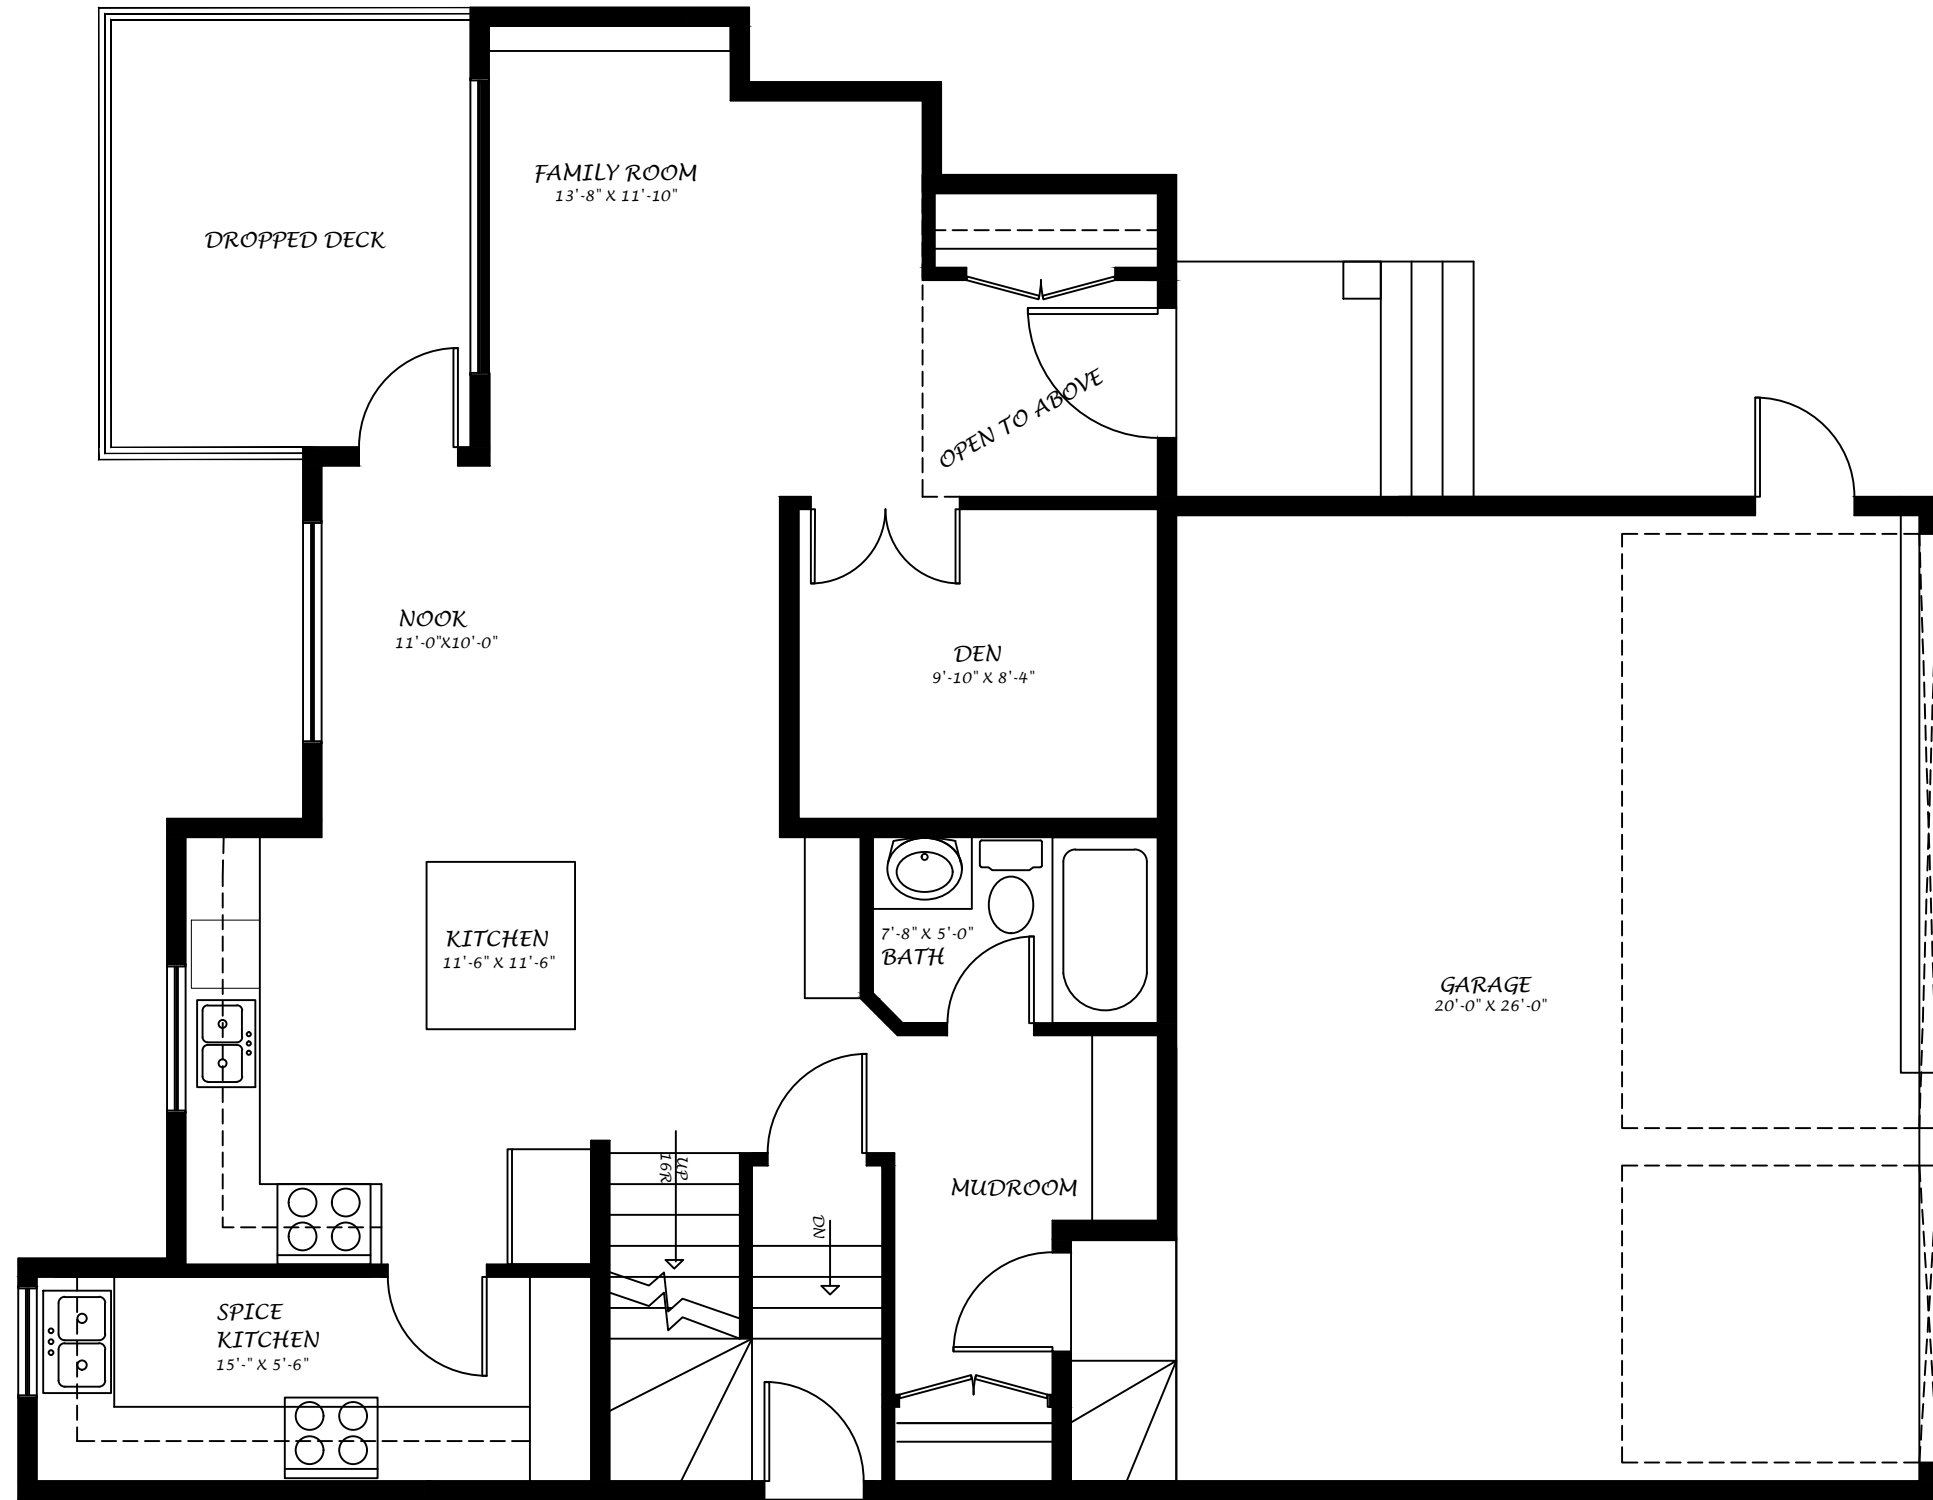 FAMILY ROOM
13'-8" X 11'-10"
DROPPED DECK
OPEN TO ABOVE
NOOK
11'-0"X10'-0"
DEN
9'-10" X 8'-4"
KITCHEN
11'-6" X 11'-6"
7'-8" X 5'-0"
BATH
GARAGE
20'-0" X 26'-0"
UP
16R
MUDROOM
DN
SPICE
KITCHEN
15'-" X 5'-6"